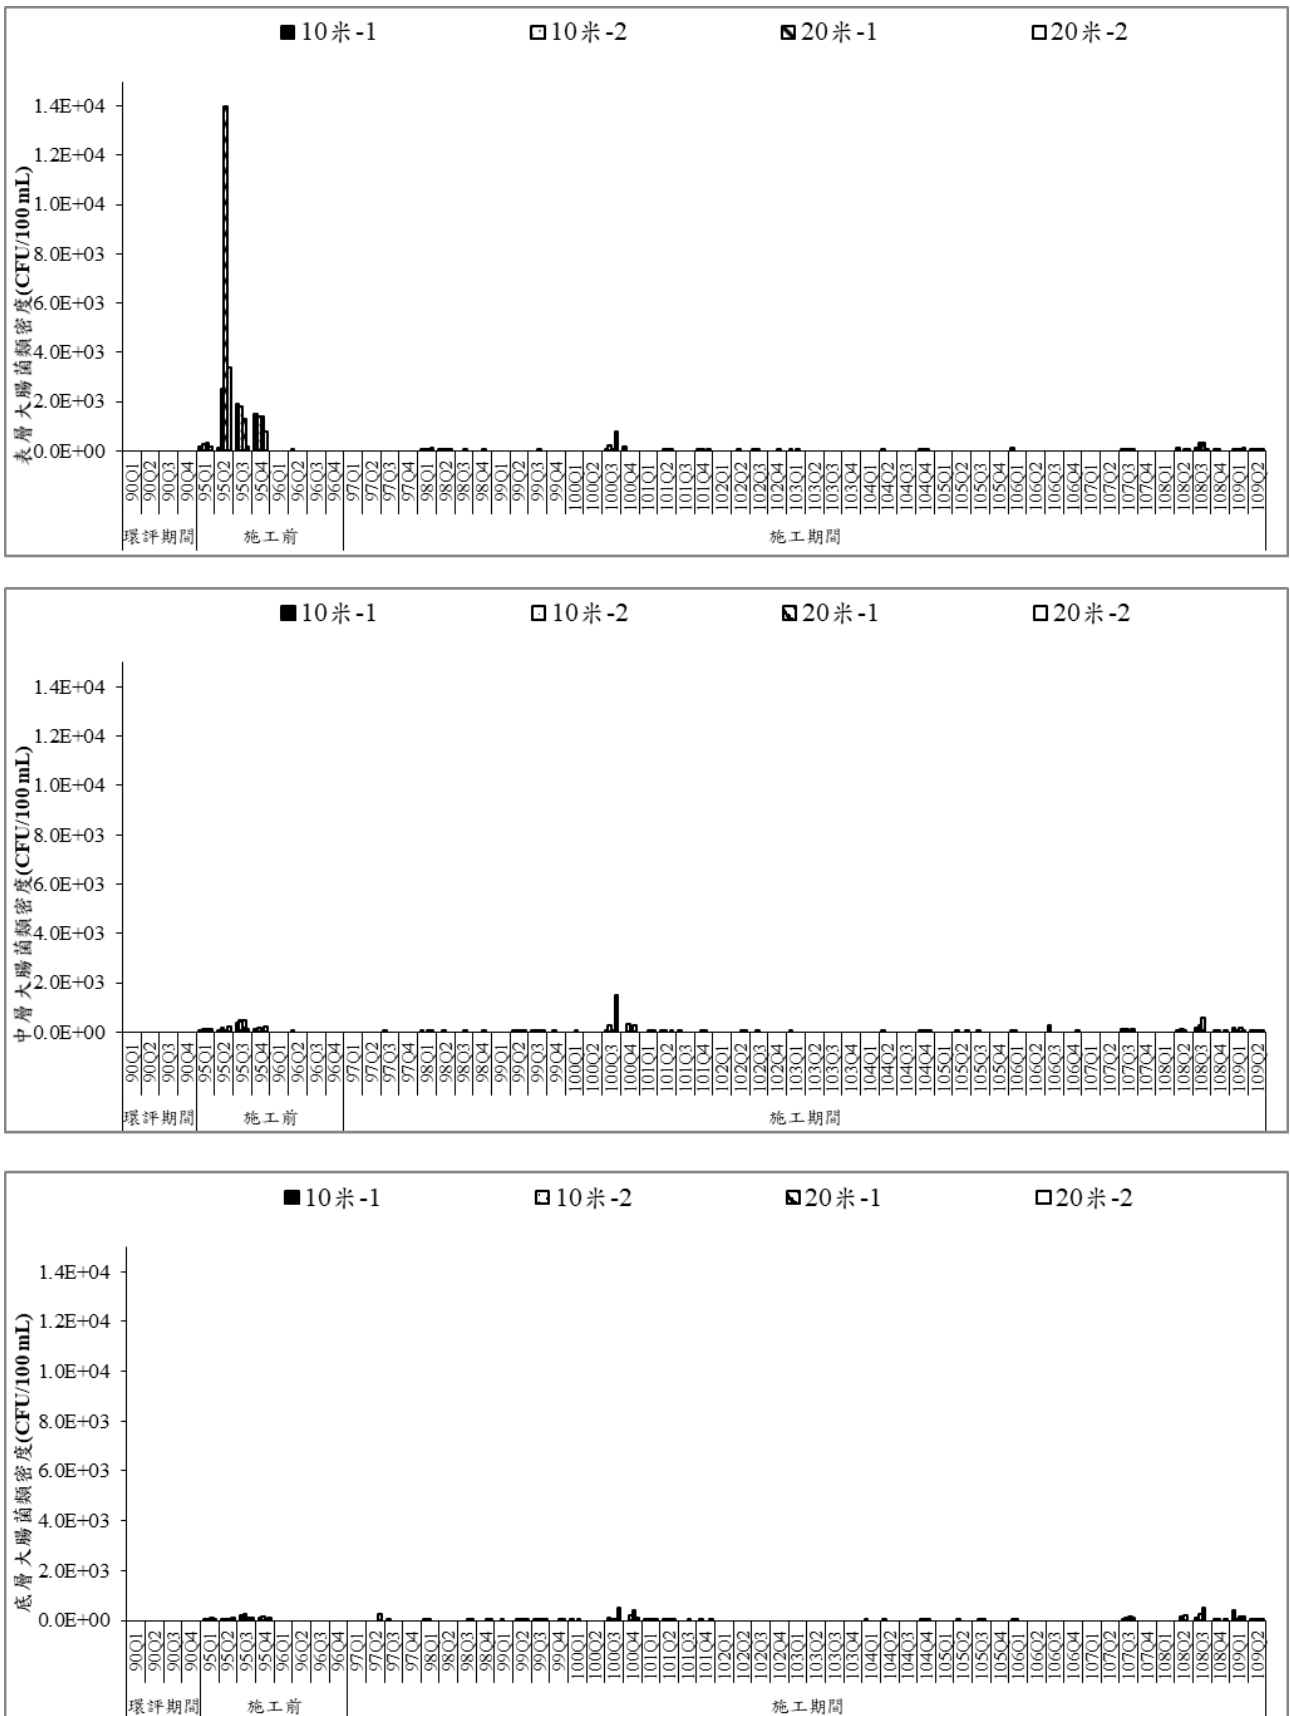 10米-1 10米-2 20米-1 20米-2
表層大腸菌類密度(CFU/100 mL)
1.4E+04
1.2E+04
1.0E+04
8.0E+03
6.0E+03
4.0E+03
2.0E+03
0.0E+00
90Q1 90Q2 90Q3 90Q4 95Q1 95Q2 95Q3 95Q4 96Q1 96Q2 96Q3 96Q4 97Q1 97Q2 97Q3 97Q4 98Q1 98Q2 98Q3 98Q4 99Q1 99Q2 99Q3 99Q4 100Q1 100Q2 100Q3 100Q4 101Q1 101Q2 101Q3 101Q4 102Q1 102Q2 102Q3 102Q4 103Q1 103Q2 103Q3 103Q4 104Q1 104Q2 104Q3 104Q4 105Q1 105Q2 105Q3 105Q4 106Q1 106Q2 106Q3 106Q4 107Q1 107Q2 107Q3 107Q4 108Q1 108Q2 108Q3 108Q4 109Q1 109Q2
環評期間 施工前 施工期間
10米-1 10米-2 20米-1 20米-2
中層大腸菌類密度(CFU/100 mL)
1.4E+04
1.2E+04
1.0E+04
8.0E+03
6.0E+03
4.0E+03
2.0E+03
0.0E+00
90Q1 90Q2 90Q3 90Q4 95Q1 95Q2 95Q3 95Q4 96Q1 96Q2 96Q3 96Q4 97Q1 97Q2 97Q3 97Q4 98Q1 98Q2 98Q3 98Q4 99Q1 99Q2 99Q3 99Q4 100Q1 100Q2 100Q3 100Q4 101Q1 101Q2 101Q3 101Q4 102Q1 102Q2 102Q3 102Q4 103Q1 103Q2 103Q3 103Q4 104Q1 104Q2 104Q3 104Q4 105Q1 105Q2 105Q3 105Q4 106Q1 106Q2 106Q3 106Q4 107Q1 107Q2 107Q3 107Q4 108Q1 108Q2 108Q3 108Q4 109Q1 109Q2
環評期間 施工前 施工期間
10米-1 10米-2 20米-1 20米-2
底層大腸菌類密度(CFU/100 mL)
1.4E+04
1.2E+04
1.0E+04
8.0E+03
6.0E+03
4.0E+03
2.0E+03
0.0E+00
90Q1 90Q2 90Q3 90Q4 95Q1 95Q2 95Q3 95Q4 96Q1 96Q2 96Q3 96Q4 97Q1 97Q2 97Q3 97Q4 98Q1 98Q2 98Q3 98Q4 99Q1 99Q2 99Q3 99Q4 100Q1 100Q2 100Q3 100Q4 101Q1 101Q2 101Q3 101Q4 102Q1 102Q2 102Q3 102Q4 103Q1 103Q2 103Q3 103Q4 104Q1 104Q2 104Q3 104Q4 105Q1 105Q2 105Q3 105Q4 106Q1 106Q2 106Q3 106Q4 107Q1 107Q2 107Q3 107Q4 108Q1 108Q2 108Q3 108Q4 109Q1 109Q2
環評期間 施工前 施工期間